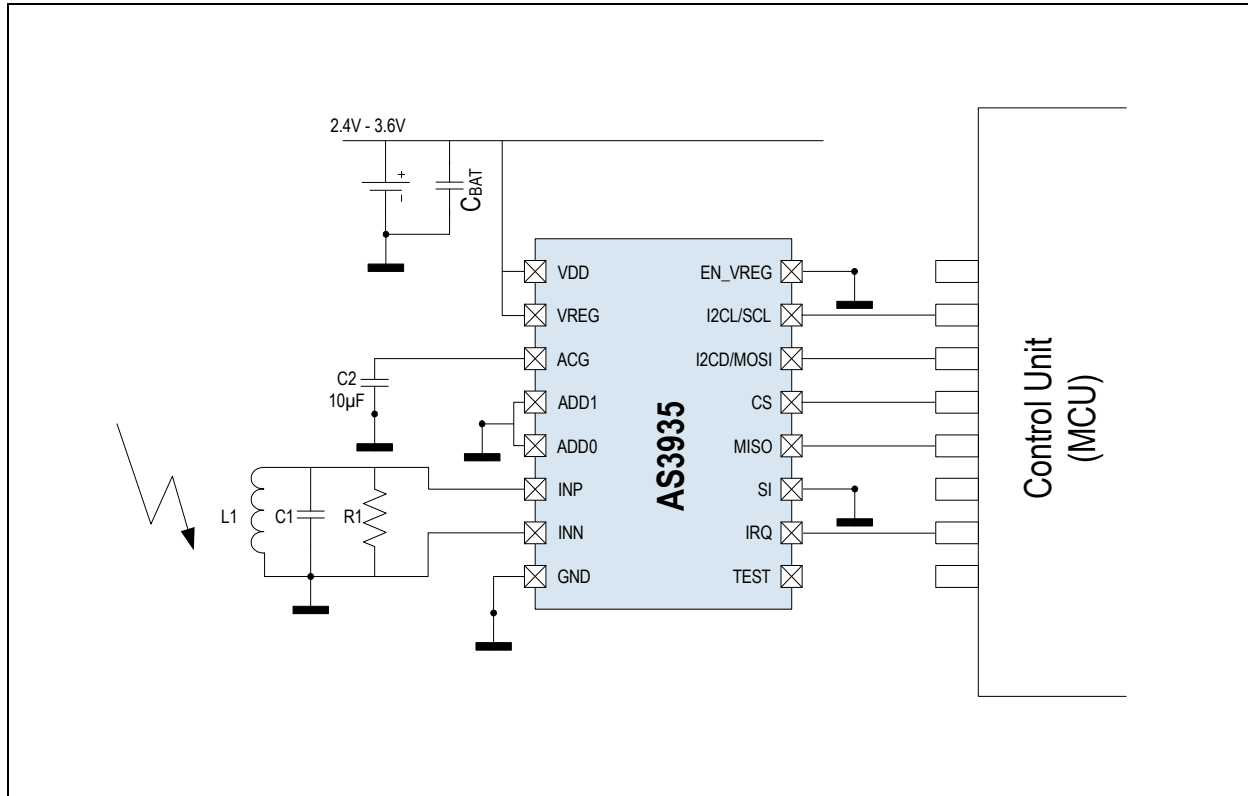 2.4V - 3.6V
+
-
CBAT
VDD
VREG
ACG
ADD1
ADD0
INP
INN
GND
EN_VREG
I2CL/SCL
I2CD/MOSI
CS
MISO
SI
IRQ
TEST
AS3935
C2
10µF
L1
C1
R1
Control Unit
(MCU)